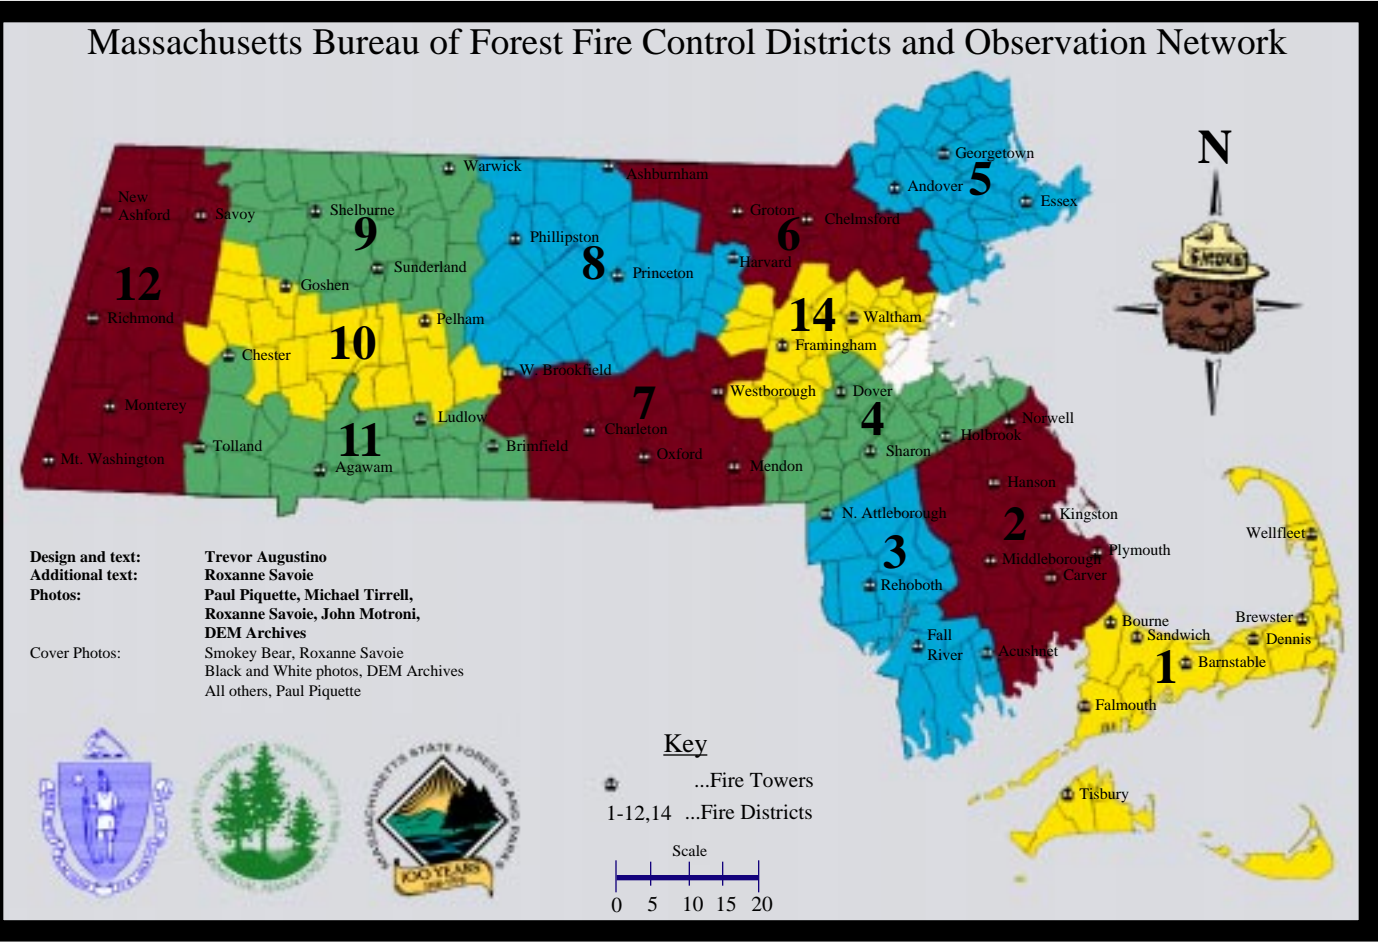 Massachusetts Bureau of Forest Fire Control Districts and Observation Network
N
SMOKEY
Georgetown
5
Andover
Essex
Warwick
Ashburnham
New
Ashford
Savoy
Shelburne
9
Groton
Chelmsford
6
Phillipston
8
Harvard
Princeton
Sunderland
12
Goshen
Richmond
Pelham
10
14
Waltham
Framingham
Chester
W. Brookfield
Westborough
Dover
7
4
Monterey
Ludlow
Charleton
Norwell
Holbrook
Tolland
11
Brimfield
Sharon
Mt. Washington
Agawam
Oxford
Mendon
Hanson
N. Attleborough
2
Kingston
Wellfleet
3
Middleborough
Plymouth
Carver
Rehoboth
Bourne
Brewster
Sandwich
Dennis
Fall
River
Acushnet
1
Barnstable
Falmouth
Tisbury
Design and text: Trevor Augustino
Additional text: Roxanne Savoie
Photos: Paul Piquette, Michael Tirrell,
Roxanne Savoie, John Motroni,
DEM Archives
Cover Photos: Smokey Bear, Roxanne Savoie
Black and White photos, DEM Archives
All others, Paul Piquette
MASSACHUSETTS STATE FORESTS AND PARKS
100 YEARS
Key
...Fire Towers
1-12,14 ...Fire Districts
Scale
0 5 10 15 20